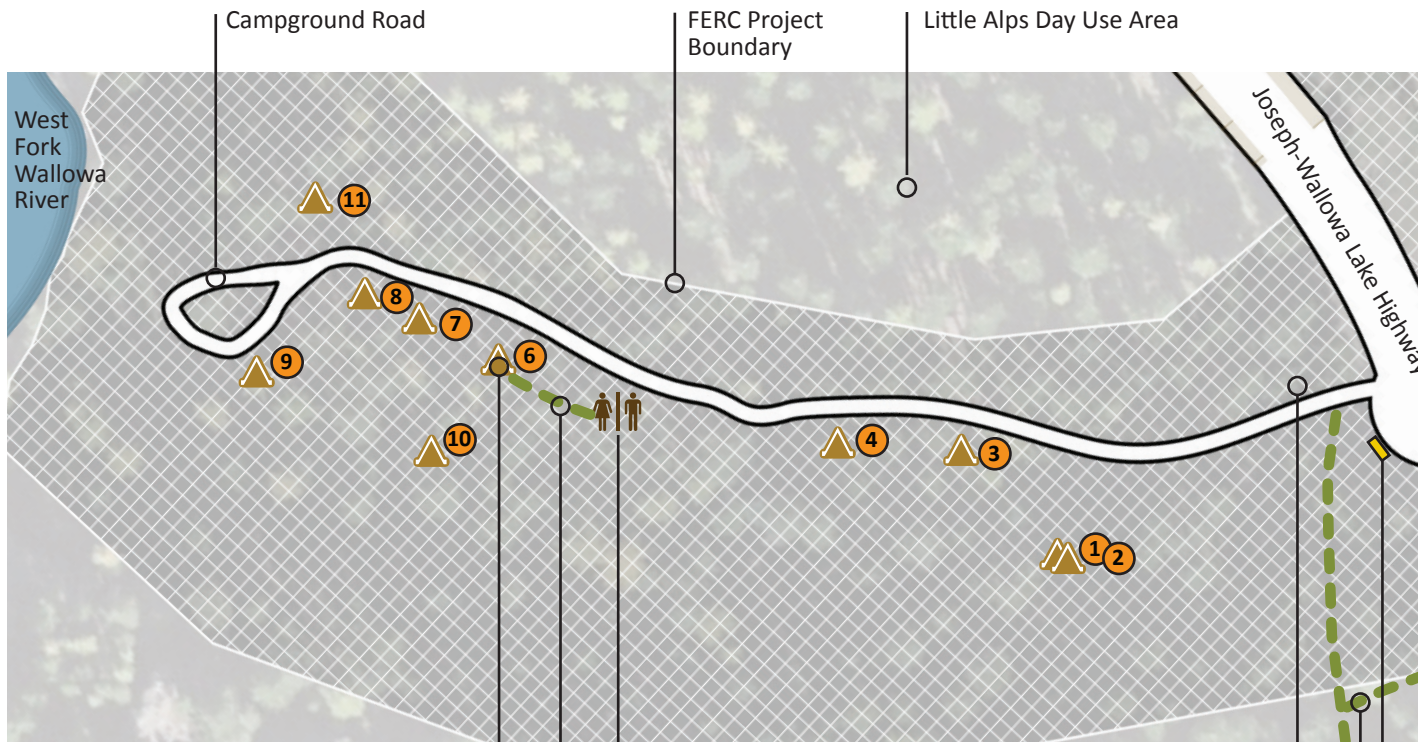 Campground Road
FERC Project
Boundary
Little Alps Day Use Area
West
Fork
Wallowa
River
Joseph-Wallowa Lake Highway
11
8
7
6
9
10
4
3
1
2